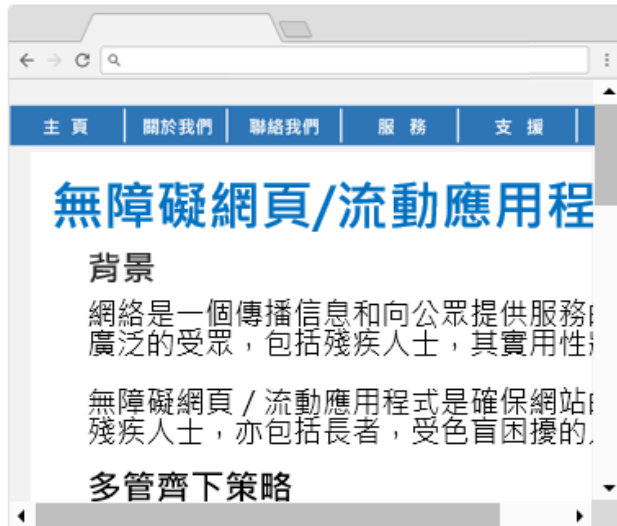 主 頁 關於我們 聯絡我們 服 務 支 援
無障礙網頁/流動應用程
背景
網絡是一個傳播信息和向公眾提供服務
廣泛的受眾，包括殘疾人士，其實用性
無障礙網頁 / 流動應用程式是確保網站
殘疾人士，亦包括長者，受色盲困擾的
多管齊下策略